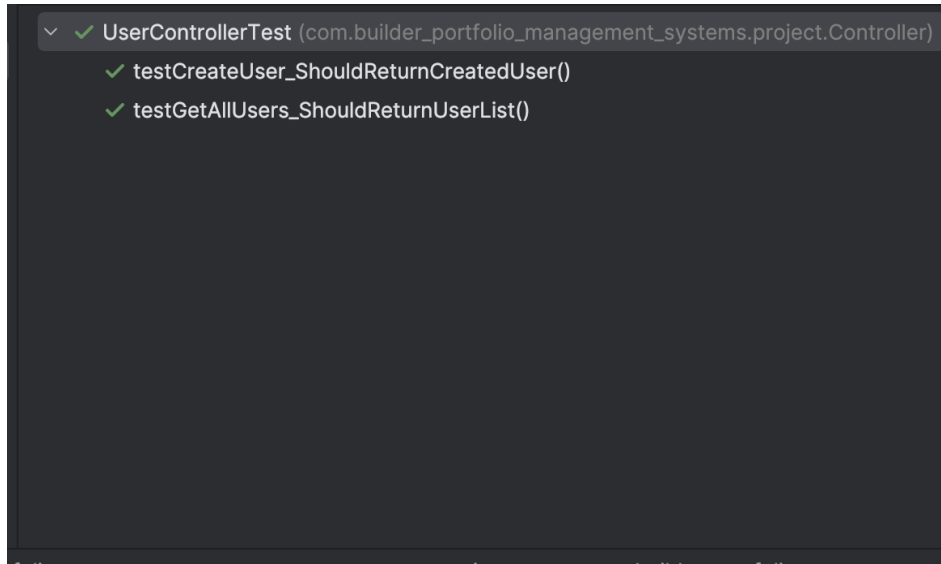 UserControllerTest (com.builder_portfolio_management_systems.project.Controller)
testCreateUser_ShouldReturnCreatedUser()
testGetAllUsers_ShouldReturnUserList()